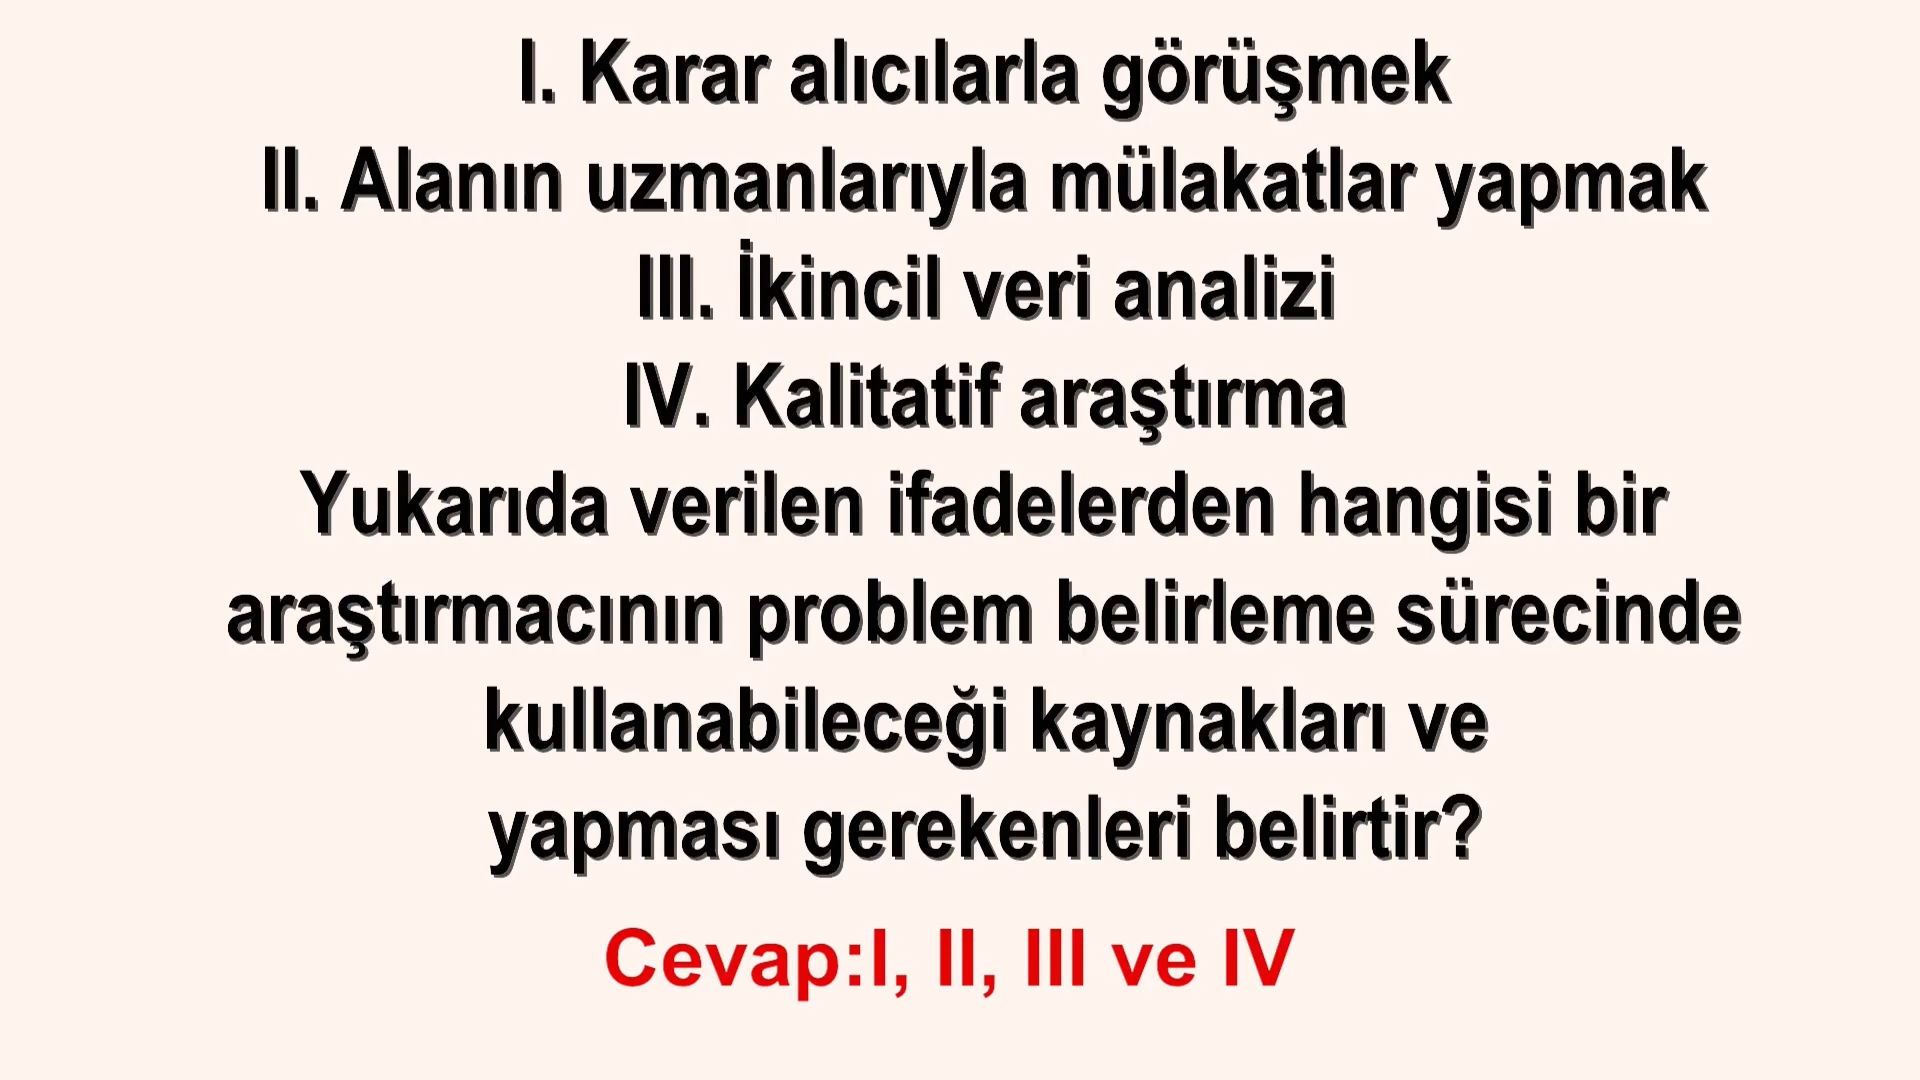 I. Karar alıcılarla görüşmek
II. Alanın uzmanlarıyla mülakatlar yapmak
III. İkincil veri analizi
IV. Kalitatif araştırma
Yukarıda verilen ifadelerden hangisi bir
araştırmacının problem belirleme sürecinde
kullanabileceği kaynakları ve
yapması gerekenleri belirtir?
Cevap:I, II, III ve IV